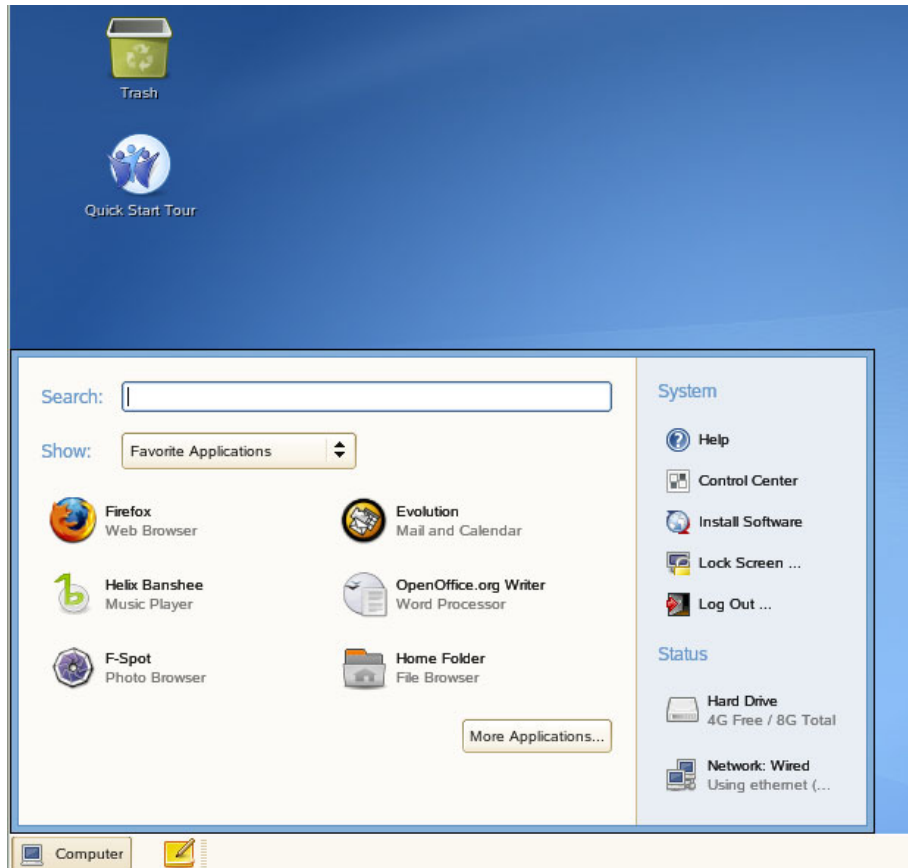 Trash
Quick Start Tour
Search:
Show:
Favorite Applications
Firefox
Web Browser
Evolution
Mail and Calendar
Helix Banshee
Music Player
OpenOffice.org Writer
Word Processor
F-Spot
Photo Browser
Home Folder
File Browser
More Applications...
System
Help
Control Center
Install Software
Lock Screen ...
Log Out ...
Status
Hard Drive
4G Free / 8G Total
Network: Wired
Using ethernet (...
Computer